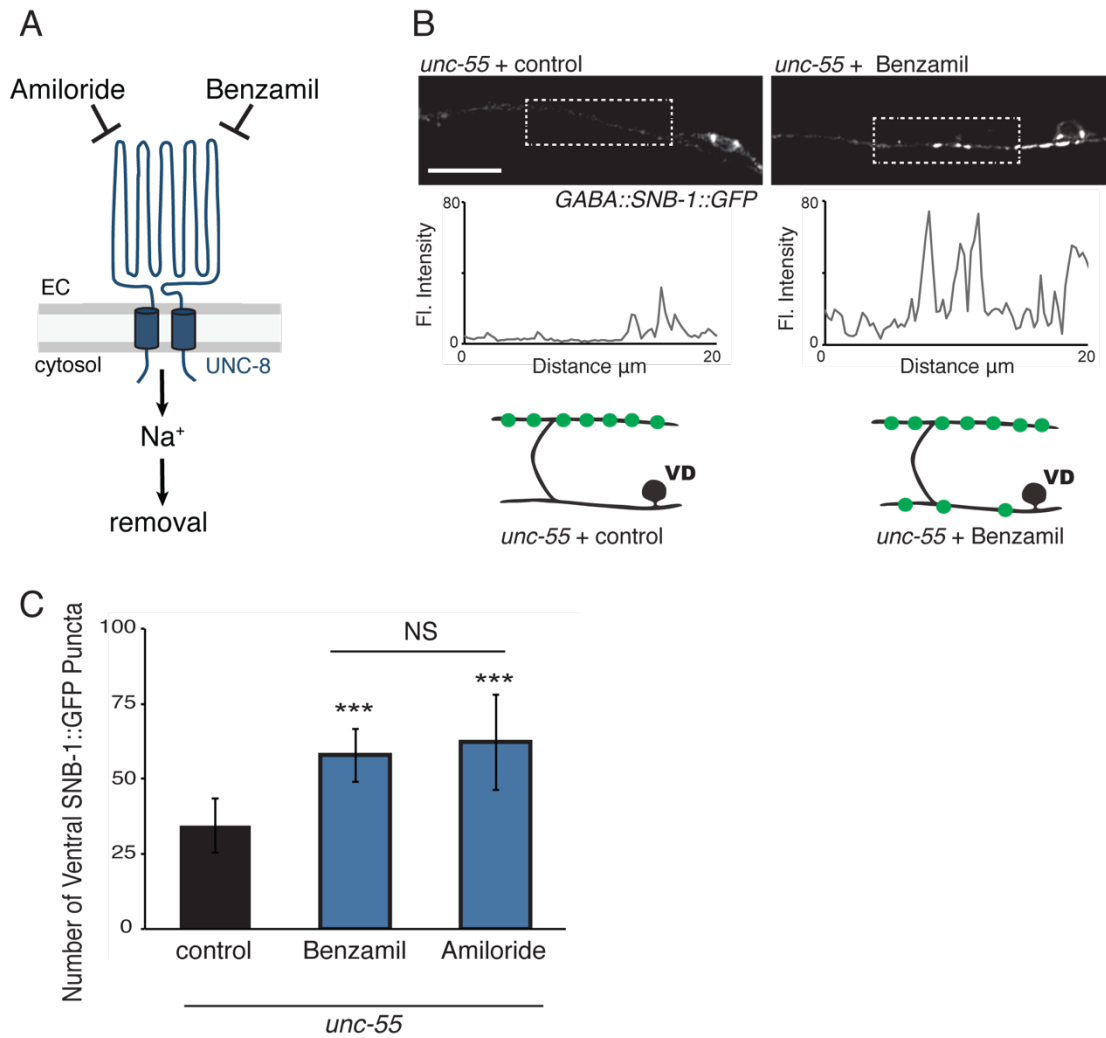 A
Amiloride
Benzamil
EC
cytosol
UNC-8
Na⁺
removal
B
unc-55 + control
unc-55 + Benzamil
GABA::SNB-1::GFP
80
Fl. Intensity
0
20
Distance µm
80
Fl. Intensity
0
20
Distance µm
VD
unc-55 + control
VD
unc-55 + Benzamil
C
Number of Ventral SNB-1::GFP Puncta
100
75
50
25
0
NS
***
***
control
Benzamil
Amiloride
unc-55